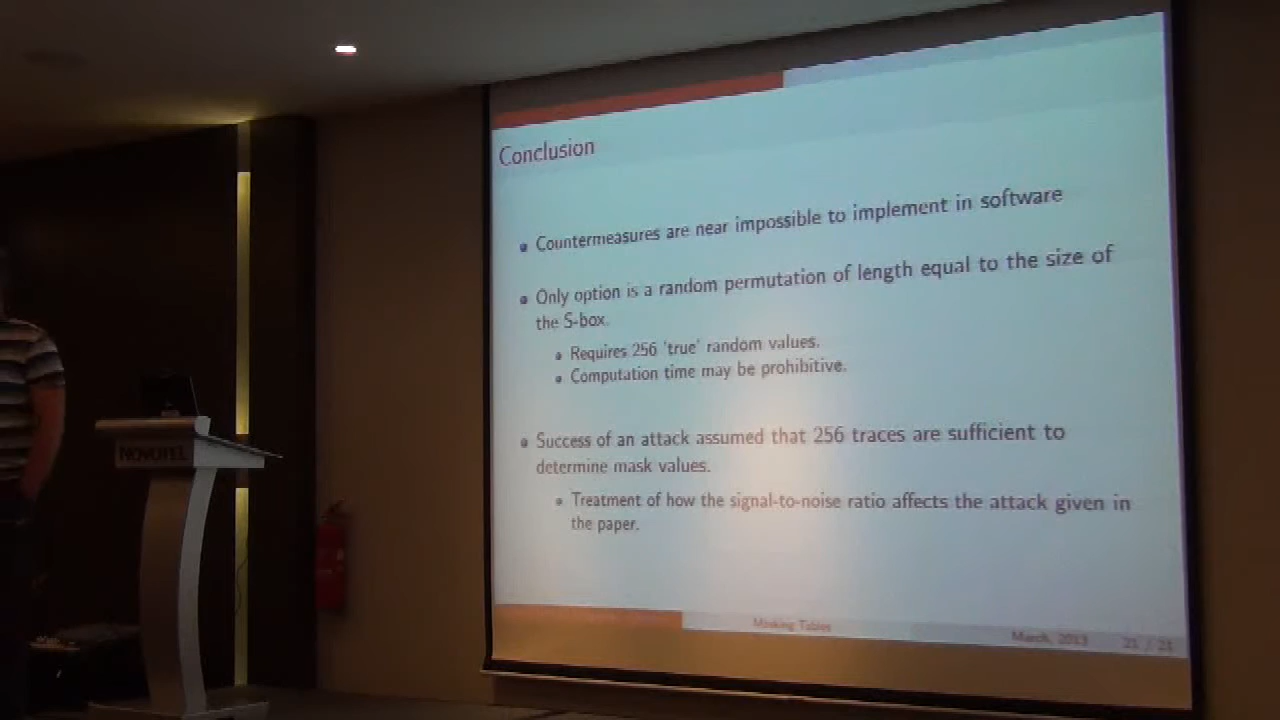 Conclusion
Countermeasures are near impossible to implement in software
Only option is a random permutation of length equal to the size of
the S-box.
Requires 256 'true' random values.
Computation time may be prohibitive.
Success of an attack assumed that 256 traces are sufficient to
determine mask values.
Treatment of how the signal-to-noise ratio affects the attack given in
the paper.
Masking Tables
March, 2013
21 / 21
NOVOTEL